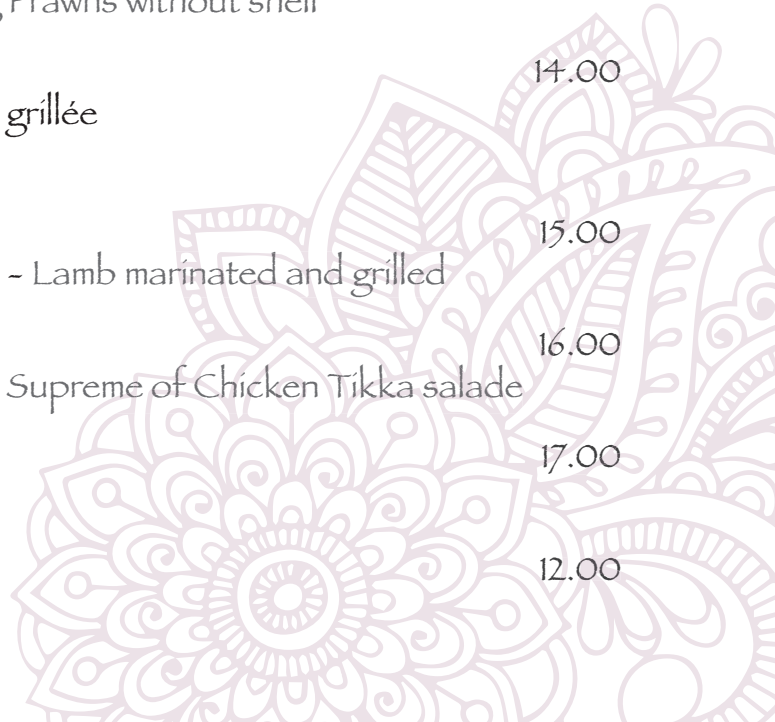 Prawns without shell
14.00
grillée
15.00
- Lamb marinated and grilled
16.00
Supreme of Chicken Tikka salade
17.00
12.00